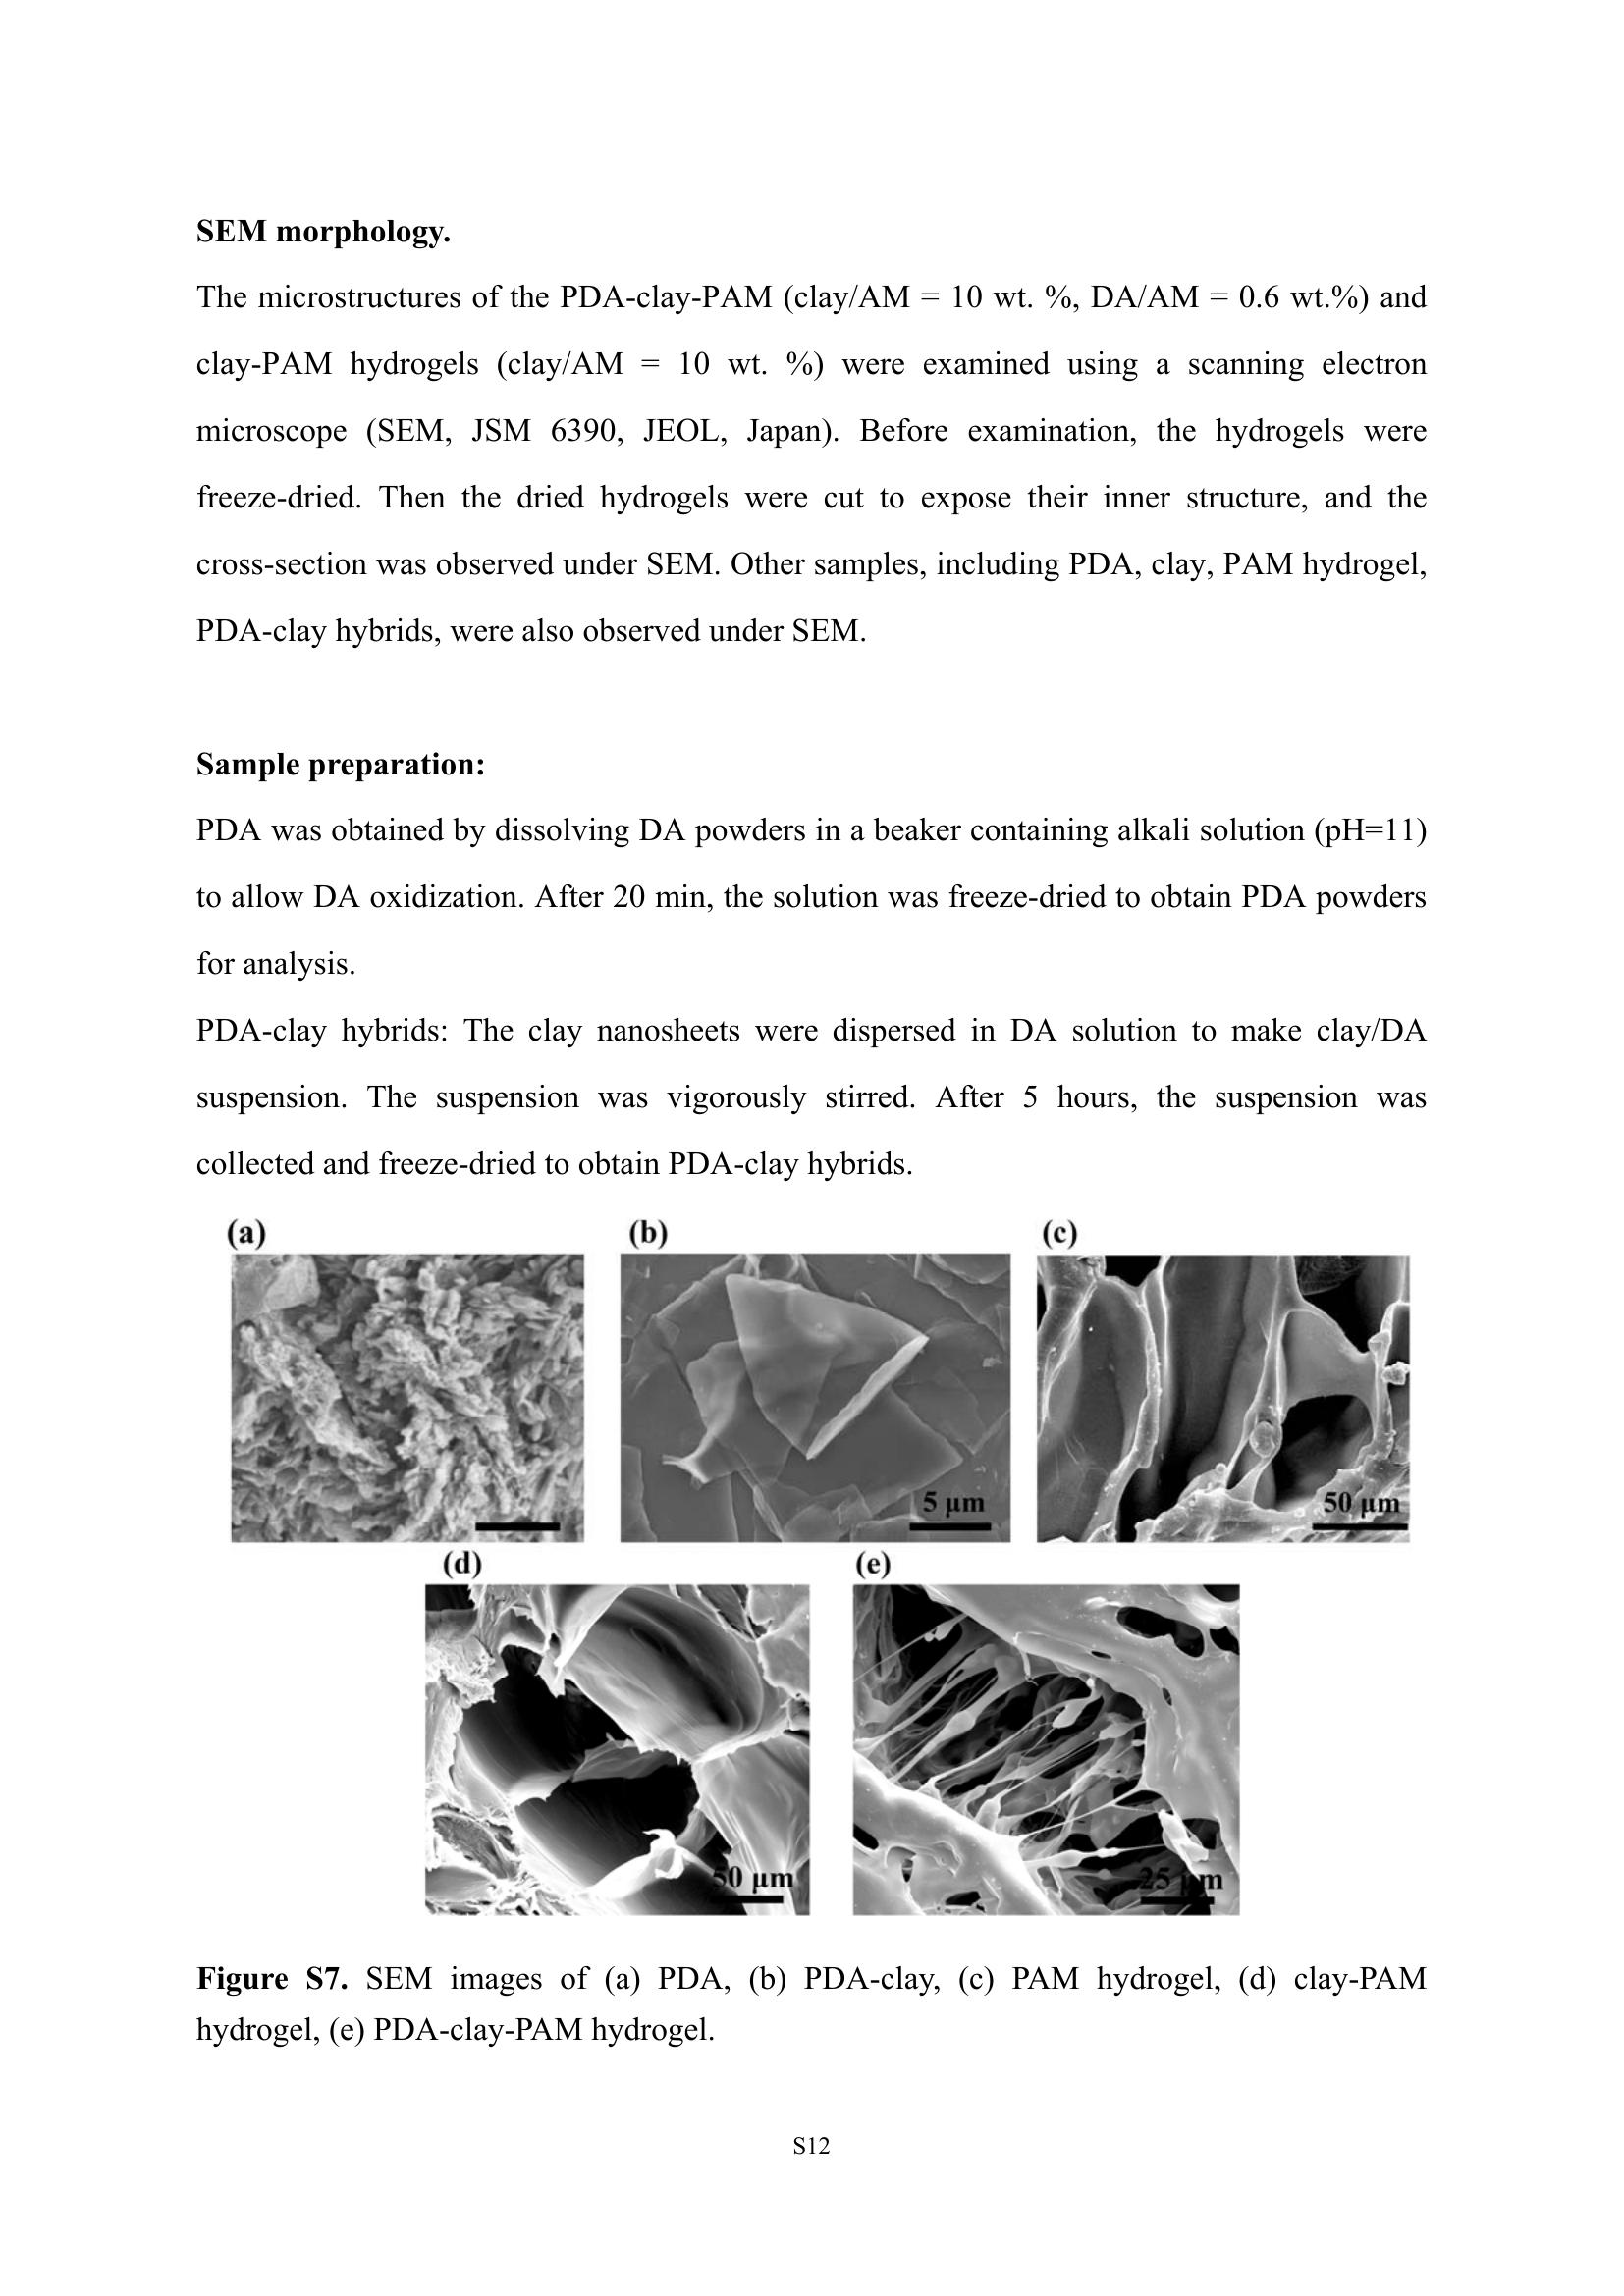 SEM morphology.
The microstructures of the PDA-clay-PAM (clay/AM = 10 wt. %, DA/AM = 0.6 wt.%) and
clay-PAM hydrogels (clay/AM = 10 wt. %) were examined using a scanning electron
microscope (SEM, JSM 6390, JEOL, Japan). Before examination, the hydrogels were
freeze-dried. Then the dried hydrogels were cut to expose their inner structure, and the
cross-section was observed under SEM. Other samples, including PDA, clay, PAM hydrogel,
PDA-clay hybrids, were also observed under SEM.
Sample preparation:
PDA was obtained by dissolving DA powders in a beaker containing alkali solution (pH=11)
to allow DA oxidization. After 20 min, the solution was freeze-dried to obtain PDA powders
for analysis.
PDA-clay hybrids: The clay nanosheets were dispersed in DA solution to make clay/DA
suspension. The suspension was vigorously stirred. After 5 hours, the suspension was
collected and freeze-dried to obtain PDA-clay hybrids.
(a) (b) (c)
5 μm 50 μm
(d) (e)
50 μm 25 μm
Figure S7. SEM images of (a) PDA, (b) PDA-clay, (c) PAM hydrogel, (d) clay-PAM
hydrogel, (e) PDA-clay-PAM hydrogel.
S12